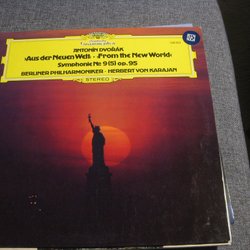 ANTONÍN DVOŘÁK
»Aus der Neuen Welt« · »From the New World«
Symphonie Nr. 9 (5) op. 95
BERLINER PHILHARMONIKER · HERBERT VON KARAJAN
STEREO